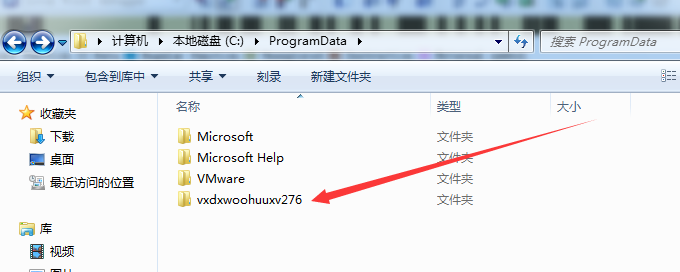 计算机 ▸ 本地磁盘 (C:) ▸ ProgramData ▸
搜索 ProgramData
组织 包含到库中 共享 刻录 新建文件夹
收藏夹
下载
桌面
最近访问的位置
库
视频
名称 类型 大小
Microsoft 文件夹
Microsoft Help 文件夹
VMware 文件夹
vxdxwoohuuxv276 文件夹